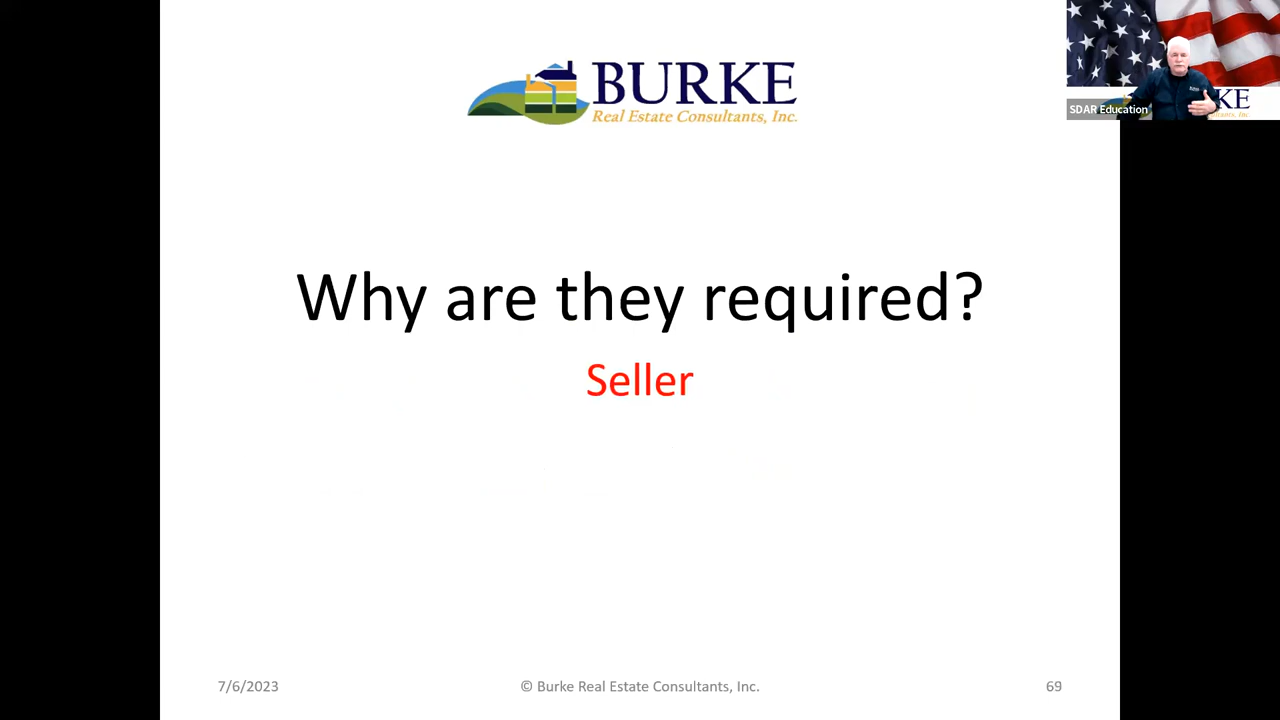 BURKE
Real Estate Consultants, Inc.
SDAR Education
KE
Why are they required?
Seller
7/6/2023
© Burke Real Estate Consultants, Inc.
69